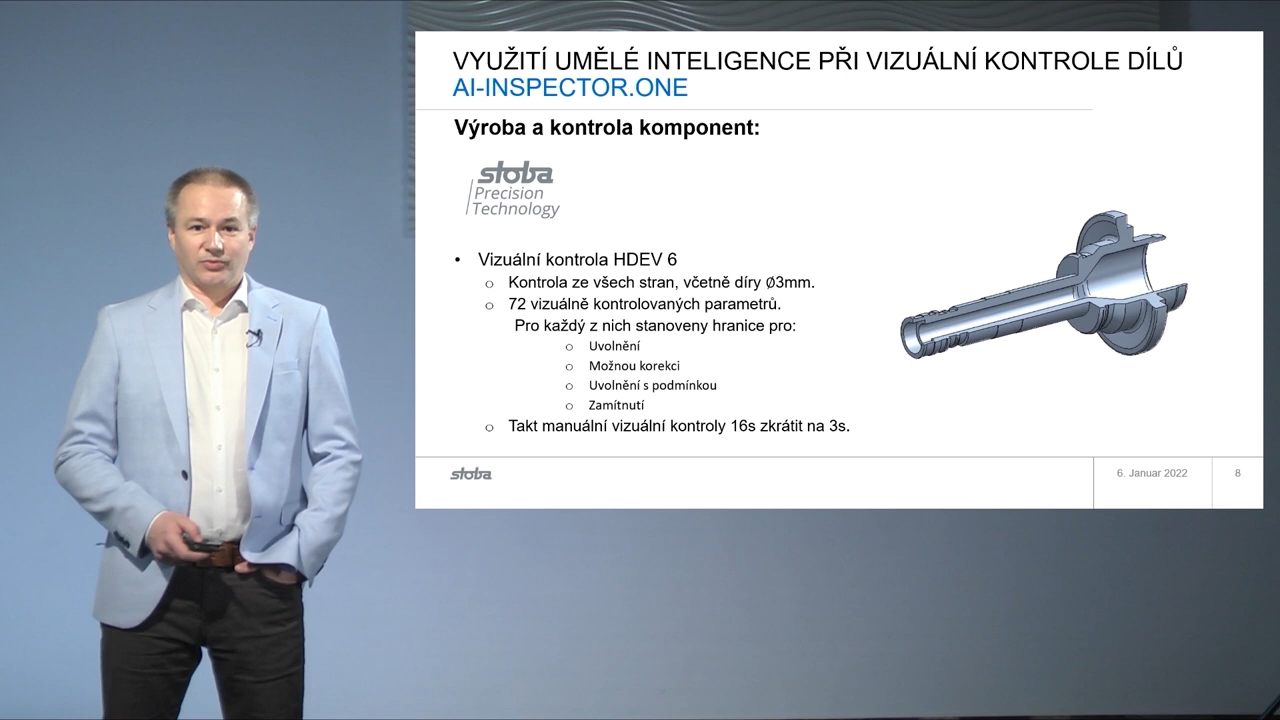 VYUŽITÍ UMĚLÉ INTELIGENCE PŘI VIZUÁLNÍ KONTROLE DÍLŮ
AI-INSPECTOR.ONE
Výroba a kontrola komponent:
stoba
Precision
Technology
• Vizuální kontrola HDEV 6
o Kontrola ze všech stran, včetně díry Ø3mm.
o 72 vizuálně kontrolovaných parametrů.
Pro každý z nich stanoveny hranice pro:
o Uvolnění
o Možnou korekci
o Uvolnění s podmínkou
o Zamítnutí
o Takt manuální vizuální kontroly 16s zkrátit na 3s.
stoba
6. Januar 2022
8